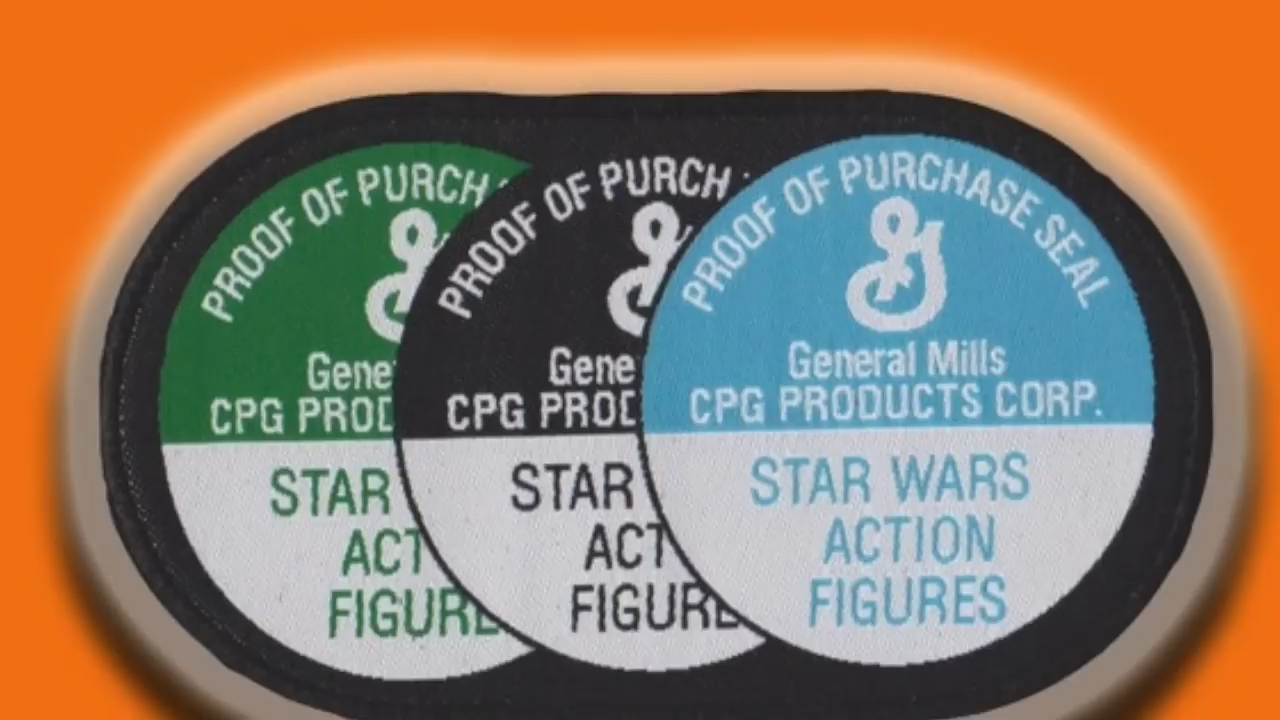 PROOF OF PURCH
Gene
CPG PROD
STAR
ACT
FIGURE
PROOF OF PURCH
Gene
CPG PROD
STAR
ACT
FIGURE
PROOF OF PURCHASE SEAL
General Mills
CPG PRODUCTS CORP.
STAR WARS
ACTION
FIGURES